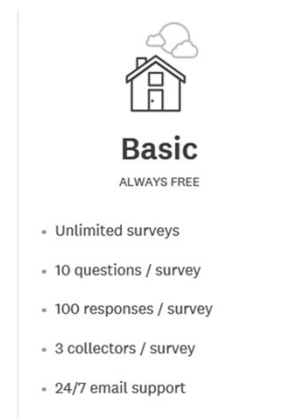 Basic
ALWAYS FREE
Unlimited surveys
10 questions / survey
100 responses / survey
3 collectors / survey
24/7 email support